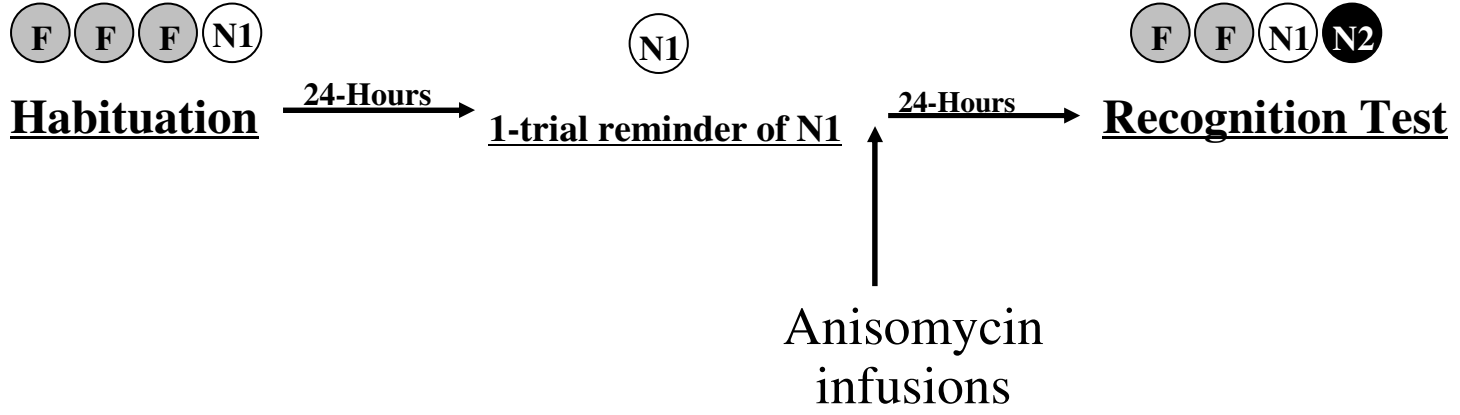 F F F N1
Habituation
24-Hours
N1
1-trial reminder of N1
24-Hours
F F N1 N2
Recognition Test
Anisomycin
infusions